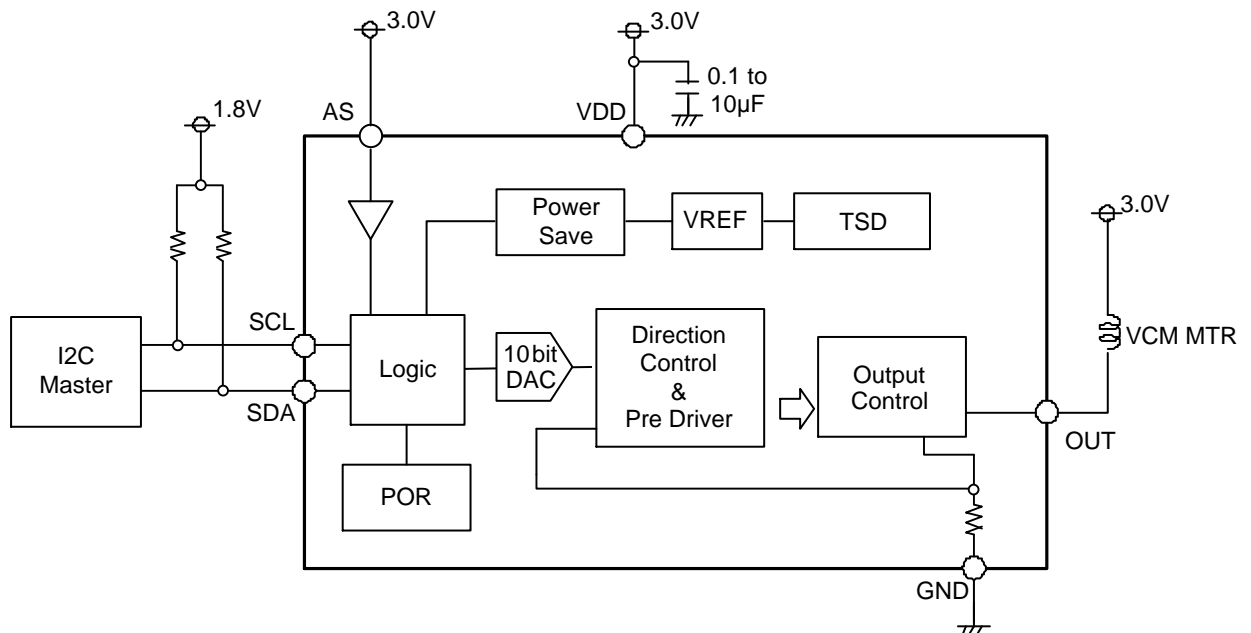 3.0V
3.0V
0.1 to
10µF
1.8V
AS
VDD
Power
Save
VREF
TSD
3.0V
SCL
I2C
Master
Logic
10bit
DAC
Direction
Control
&
Pre Driver
Output
Control
VCM MTR
SDA
OUT
POR
GND